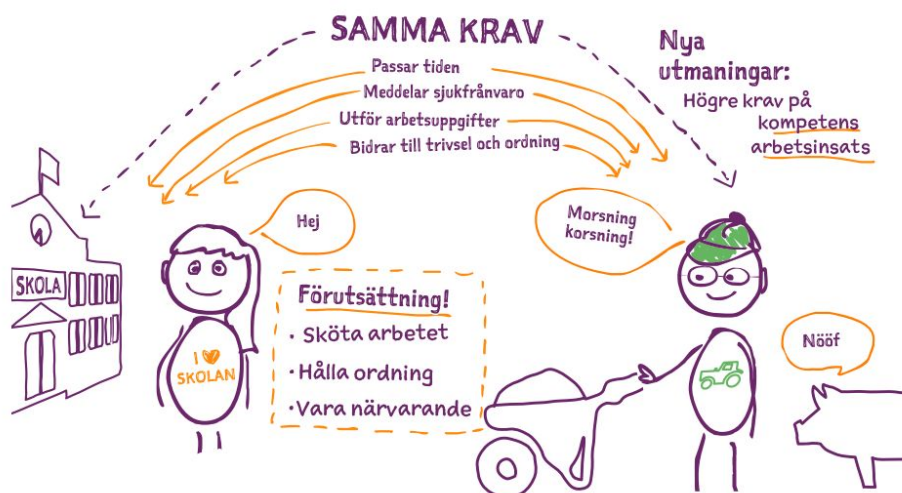 SAMMA KRAV
Passar tiden
Meddelar sjukfrånvaro
Utför arbetsuppgifter
Bidrar till trivsel och ordning
Nya
utmaningar:
Högre krav på
kompetens
arbetsinsats
SKOLA
Hej
I
SKOLAN
Förutsättning!
· Sköta arbetet
· Hålla ordning
· Vara närvarande
Morsning
korsning!
Nööf